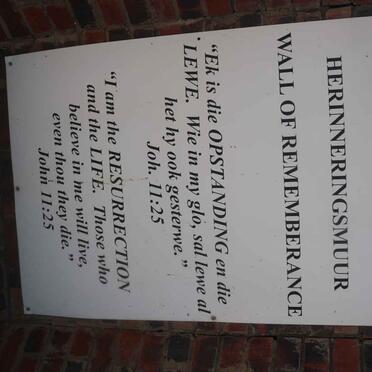 HERINNERINGSMUUR
WALL OF REMEMBERANCE
“Ek is die OPSTANDING en die
LEWE. Wie in my glo, sal lewe al
het hy ook gesterwe.”
Joh. 11:25
“I am the RESURRECTION
and the LIFE. Those who
believe in me will live,
even thou they die.”
John 11:25